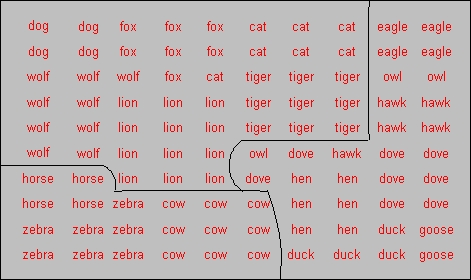 dog dog fox fox fox cat cat cat eagle eagle
dog dog fox fox fox cat cat cat eagle eagle
wolf wolf wolf fox cat tiger tiger tiger owl owl
wolf wolf lion lion lion tiger tiger tiger hawk hawk
wolf wolf lion lion lion tiger tiger tiger hawk hawk
wolf wolf lion lion lion owl dove hawk dove dove
horse horse lion lion lion dove hen hen dove dove
horse horse zebra cow cow cow hen hen dove dove
zebra zebra zebra cow cow cow hen hen duck goose
zebra zebra zebra cow cow cow duck duck duck goose